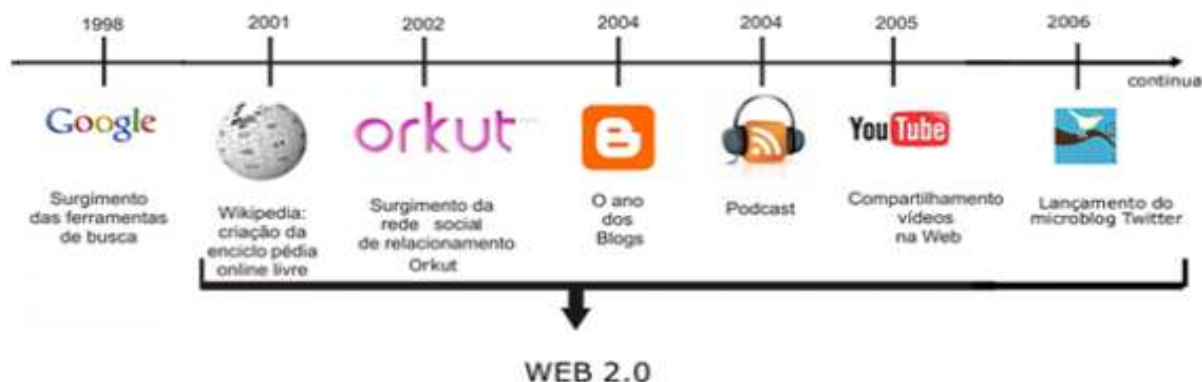 1998 2001 2002 2004 2004 2005 2006
continua
Google
orkut
You Tube
Surgimento
das ferramentas
de busca
Wikipedia:
criação da
enciclo pédia
online livre
Surgimento da
rede social
de relacionamento
Orkut
O ano
dos
Blogs
Podcast
Compartilhamento
vídeos
na Web
Lançamento do
microblog Twitter
WEB 2.0